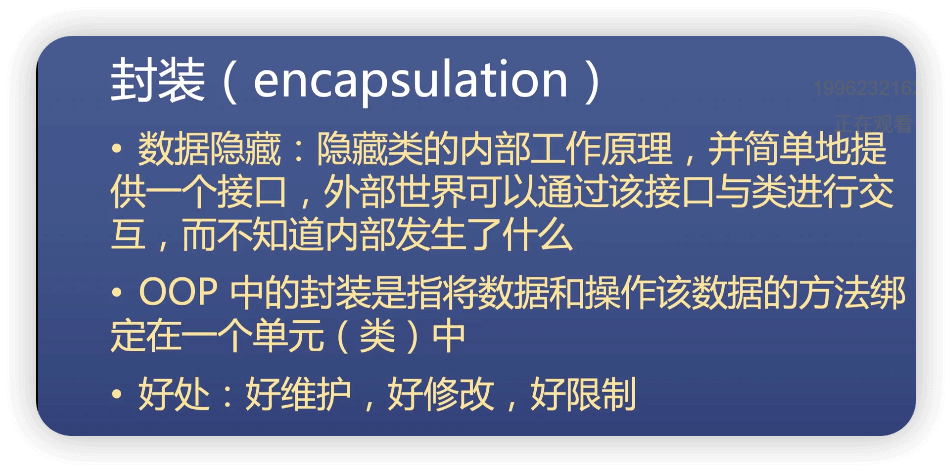 封装（encapsulation）
1996232162
正在观看
• 数据隐藏：隐藏类的内部工作原理，并简单地提
供一个接口，外部世界可以通过该接口与类进行交
互，而不知道内部发生了什么
• OOP 中的封装是指将数据和操作该数据的方法绑
定在一个单元（类）中
• 好处：好维护，好修改，好限制